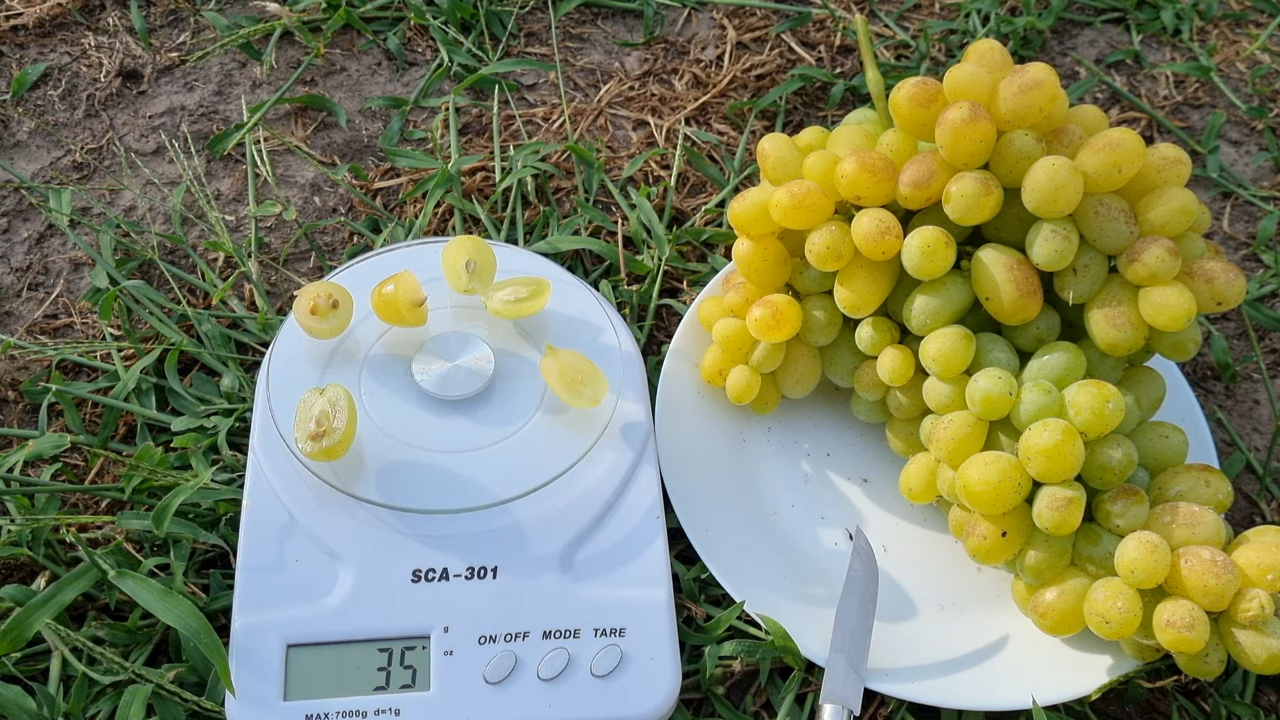 SCA-301
ON/OFF MODE TARE
g
oz
35
MAX:7000g d=1g